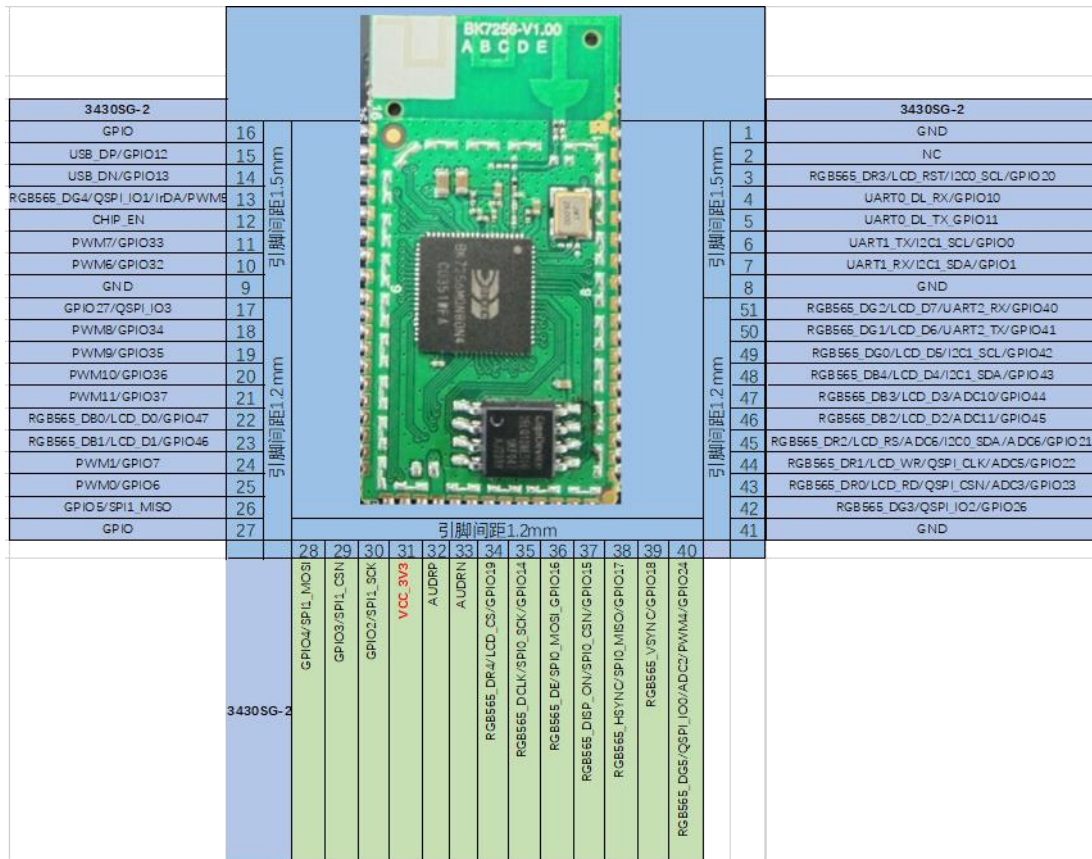 BK7256-V1.00
A B C D E
3430SG-2
GPIO 16
USB_DP/GPIO12 15
USB_DN/GPIO13 14
RGB565_DG4/QSPI_IO1/IrDA/PWM5 13
CHIP_EN 12
PWM7/GPIO33 11
PWM6/GPIO32 10
GND 9
引脚间距1.5mm
GPIO27/QSPI_IO3 17
PWM8/GPIO34 18
PWM9/GPIO35 19
PWM10/GPIO36 20
PWM11/GPIO37 21
RGB565_DB0/LCD_D0/GPIO47 22
RGB565_DB1/LCD_D1/GPIO46 23
PWM1/GPIO7 24
PWM0/GPIO6 25
GPIO5/SPI1_MISO 26
GPIO 27
引脚间距1.2mm
16
1
9
8
3430SG-2
1 GND
2 NC
3 RGB565_DR3/LCD_RST/I2C0_SCL/GPIO20
4 UART0_DL_RX/GPIO10
5 UART0_DL_TX_GPIO11
6 UART1_TX/I2C1_SCL/GPIO0
7 UART1_RX/I2C1_SDA/GPIO1
8 GND
引脚间距1.5mm
51 RGB565_DG2/LCD_D7/UART2_RX/GPIO40
50 RGB565_DG1/LCD_D6/UART2_TX/GPIO41
49 RGB565_DG0/LCD_D5/I2C1_SCL/GPIO42
48 RGB565_DB4/LCD_D4/I2C1_SDA/GPIO43
47 RGB565_DB3/LCD_D3/ADC10/GPIO44
46 RGB565_DB2/LCD_D2/ADC11/GPIO45
45 RGB565_DR2/LCD_RS/ADC6/I2C0_SDA/ADC6/GPIO21
44 RGB565_DR1/LCD_WR/QSPI_CLK/ADC5/GPIO22
43 RGB565_DR0/LCD_RD/QSPI_CSN/ADC3/GPIO23
42 RGB565_DG3/QSPI_IO2/GPIO26
41 GND
引脚间距1.2mm
引脚间距1.2mm
3430SG-2
28 GPIO4/SPI1_MOSI
29 GPIO3/SPI1_CSN
30 GPIO2/SPI1_SCK
31 VCC_3V3
32 AUDRP
33 AUDRN
34 RGB565_DR4/LCD_CS/GPIO19
35 RGB565_DCLK/SPI0_SCK/GPIO14
36 RGB565_DE/SPI0_MOSI_GPIO16
37 RGB565_DISP_ON/SPI0_CSN/GPIO15
38 RGB565_HSYNC/SPI0_MISO/GPIO17
39 RGB565_VSYNC/GPIO18
40 RGB565_DG5/QSPI_IO0/ADC2/PWM4/GPIO24